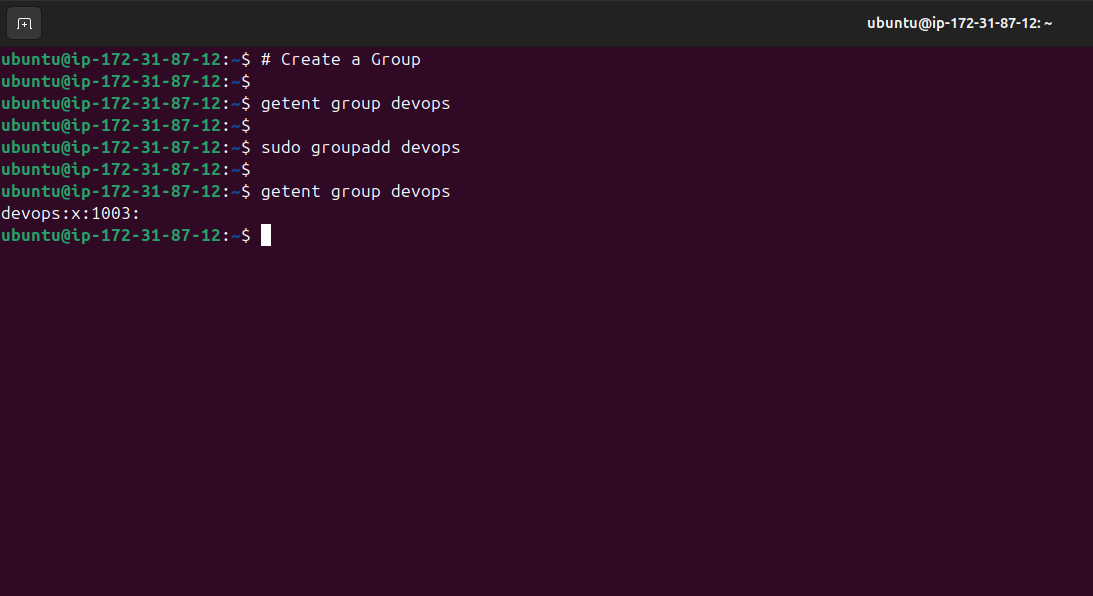 ubuntu@ip-172-31-87-12: ~
ubuntu@ip-172-31-87-12:~$ # Create a Group
ubuntu@ip-172-31-87-12:~$
ubuntu@ip-172-31-87-12:~$ getent group devops
ubuntu@ip-172-31-87-12:~$
ubuntu@ip-172-31-87-12:~$ sudo groupadd devops
ubuntu@ip-172-31-87-12:~$
ubuntu@ip-172-31-87-12:~$ getent group devops
devops:x:1003:
ubuntu@ip-172-31-87-12:~$